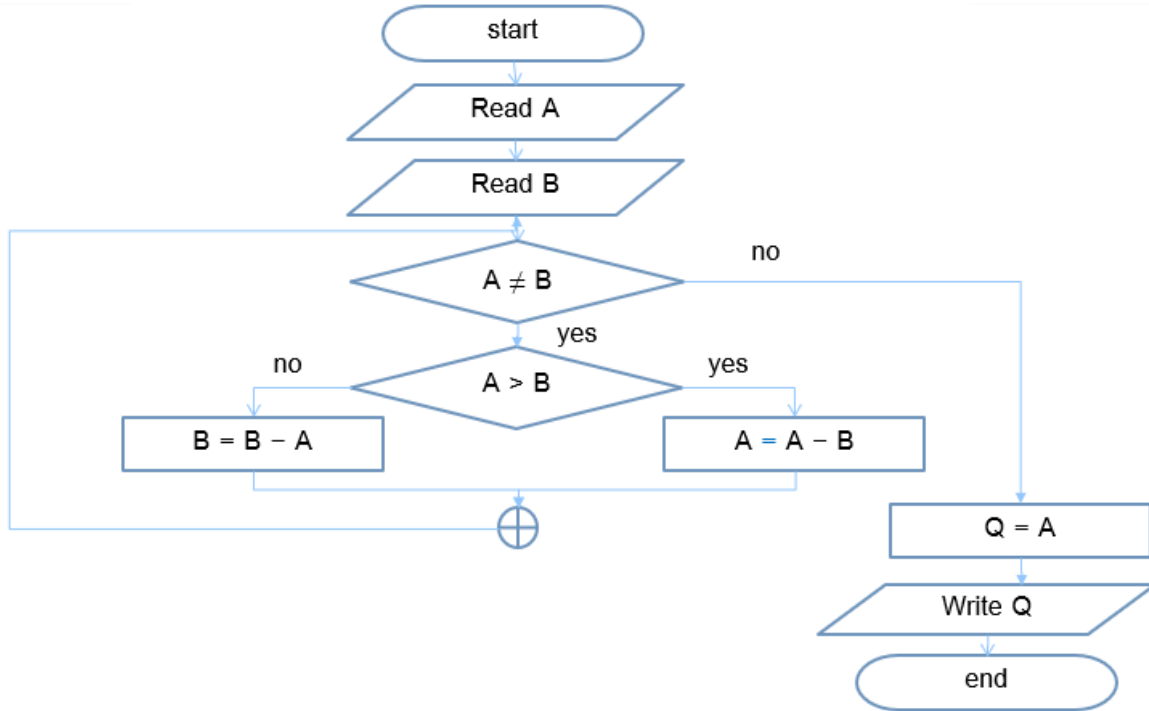 start
Read A
Read B
A ≠ B
no
yes
A > B
no
yes
B = B − A
A = A − B
Q = A
Write Q
end